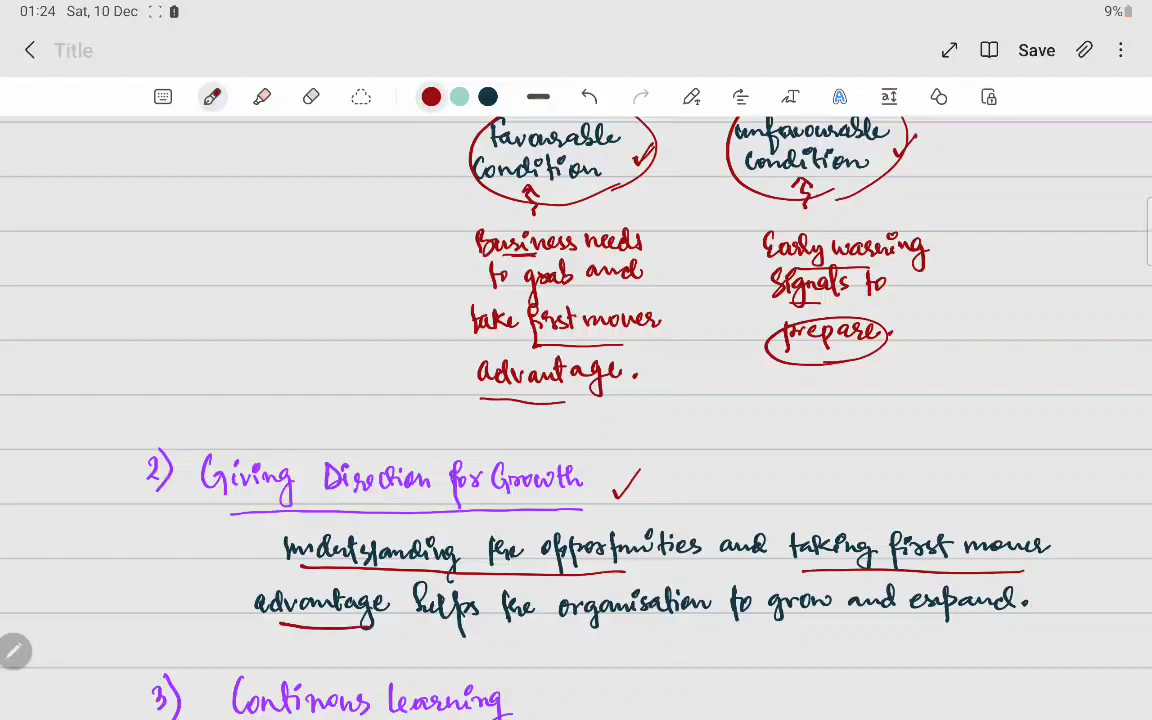 01:24 Sat, 10 Dec 9%
Title Save
favourable unfavourable
Condition Condition
Business needs Early warning
to grab and signals to
take first mover prepare.
advantage.
2) Giving Direction for Growth
Understanding the opportunities and taking first mover
advantage helps the organisation to grow and expand.
3) Continous learning